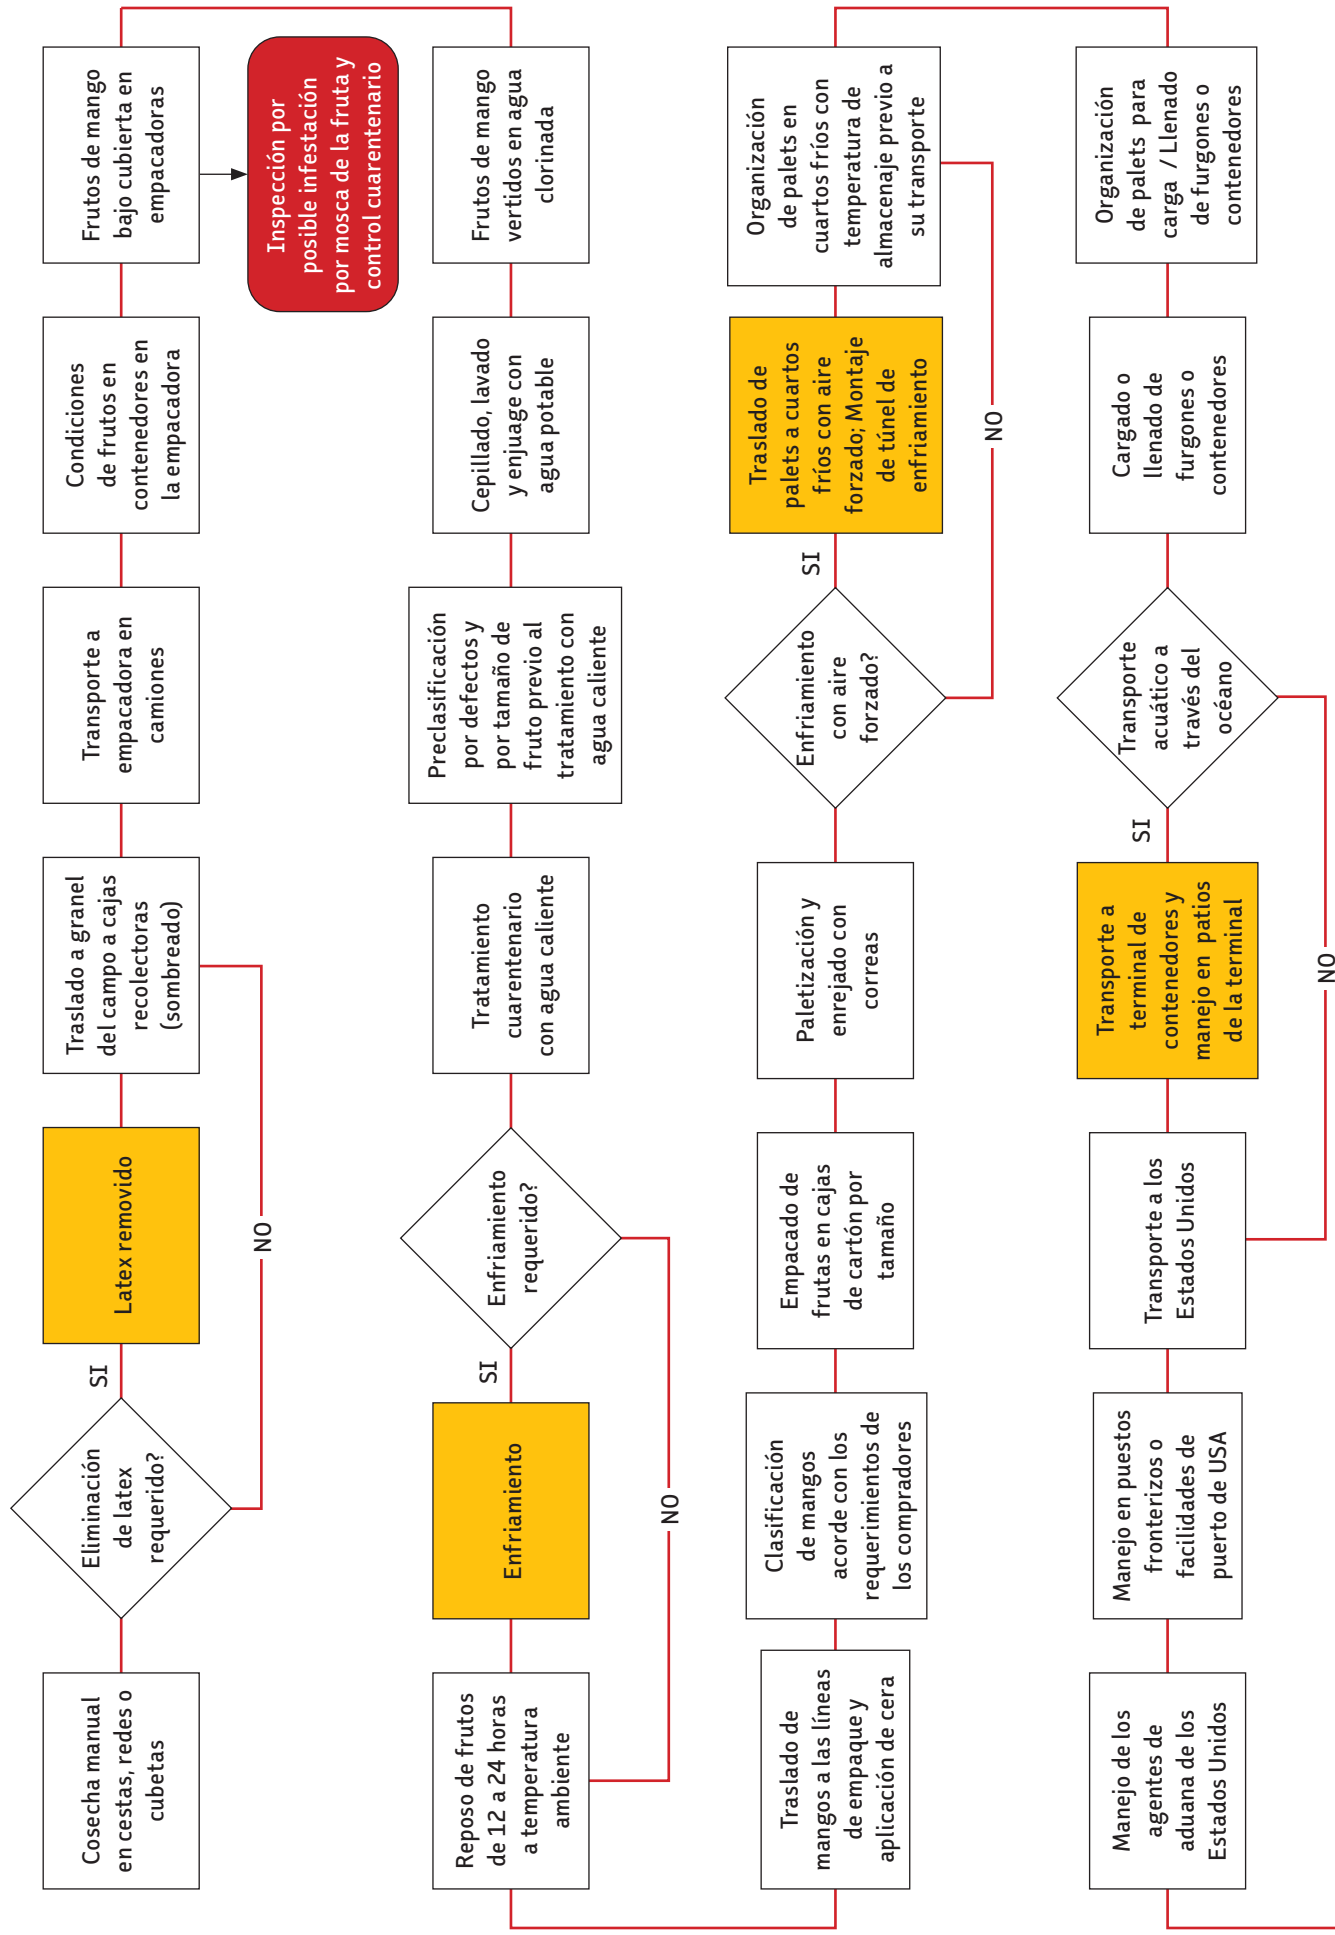 Cosecha manual
en cestas, redes o
cubetas
Eliminación
de latex
requerido?
SI
NO
Latex removido
Traslado a granel
del campo a cajas
recolectoras
(sombreado)
Transporte a
empacadora en
camiones
Condiciones
de frutos en
contenedores en
la empacadora
Frutos de mango
bajo cubierta en
empacadoras
Inspección por
posible infestación
por mosca de la fruta y
control cuarentenario
Frutos de mango
vertidos en agua
clorinada
Cepillado, lavado
y enjuage con
agua potable
Preclasificación
por defectos y
por tamaño de
fruto previo al
tratamiento con
agua caliente
Tratamiento
cuarentenario
con agua caliente
Enfriamiento
requerido?
SI
NO
Enfriamiento
Reposo de frutos
de 12 a 24 horas
a temperatura
ambiente
Traslado de
mangos a las líneas
de empaque y
aplicación de cera
Clasificación
de mangos
acorde con los
requerimientos de
los compradores
Empacado de
frutas en cajas
de cartón por
tamaño
Paletización y
enrejado con
correas
Enfriamiento
con aire
forzado?
SI
NO
Traslado de
palets a cuartos
fríos con aire
forzado; Montaje
de túnel de
enfriamiento
Organización
de palets en
cuartos fríos con
temperatura de
almacenaje previo a
su transporte
Organización
de palets para
carga / Llenado
de furgones o
contenedores
Cargado o
llenado de
furgones o
contenedores
Transporte
acuático a
través del
océano
SI
NO
Transporte a
terminal de
contenedores y
manejo en patios
de la terminal
Transporte a los
Estados Unidos
Manejo en puestos
fronterizos o
facilidades de
puerto de USA
Manejo de los
agentes de
aduana de los
Estados Unidos